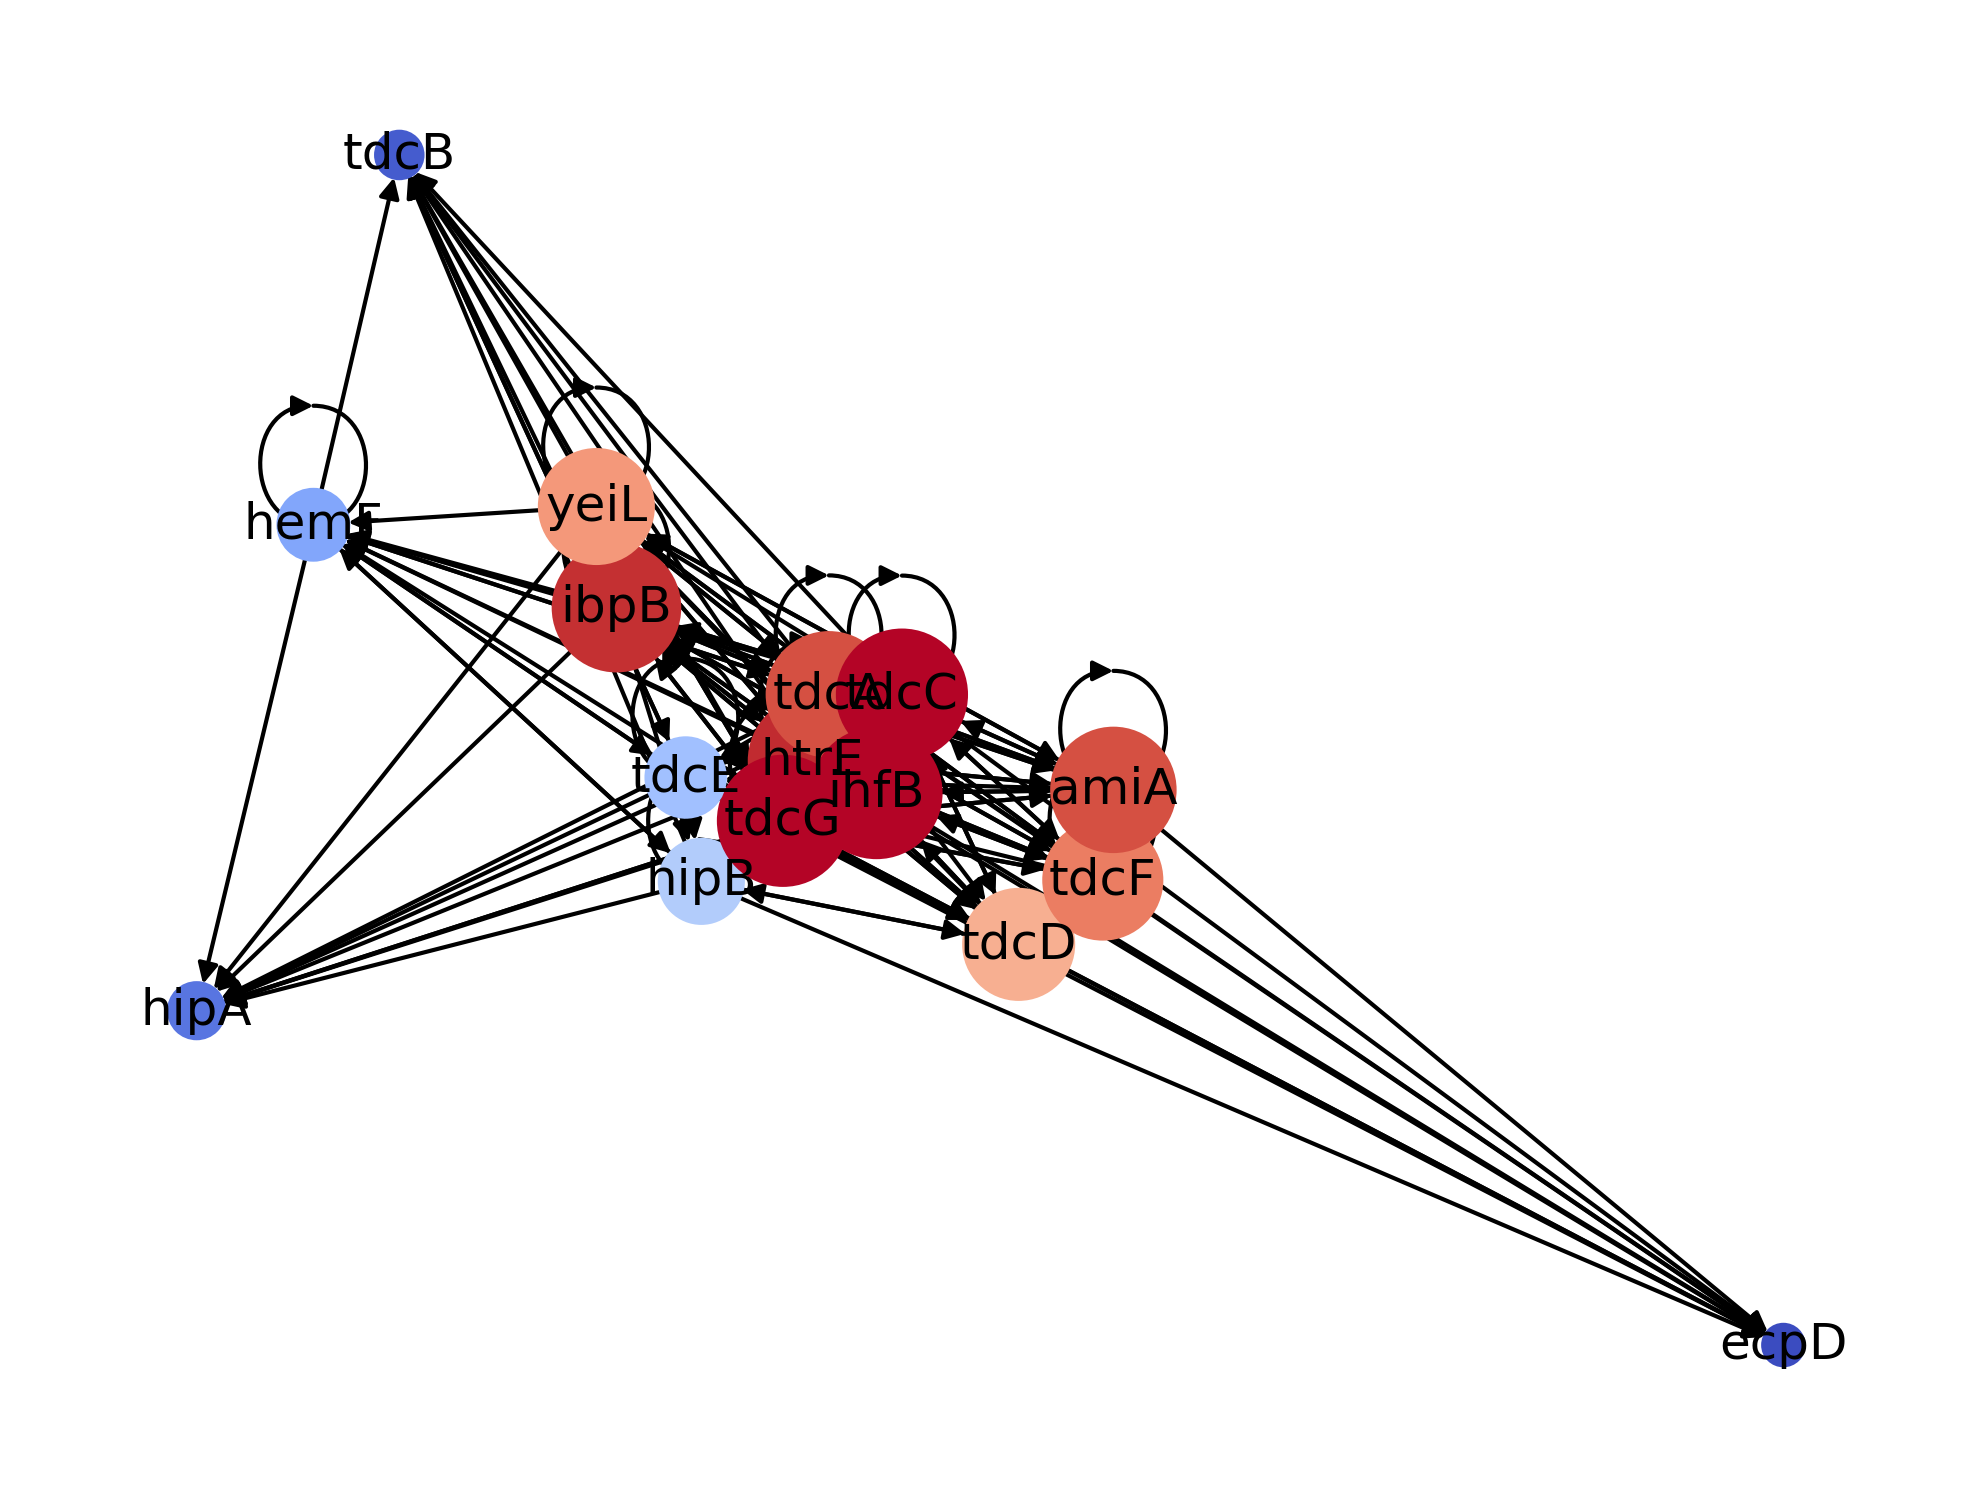 tdcB
yeiL
hemF
ibpB
tdcA
tdcC
htrE
tdcE
ihfB
amiA
tdcG
hipB
tdcF
tdcD
hipA
ecpD